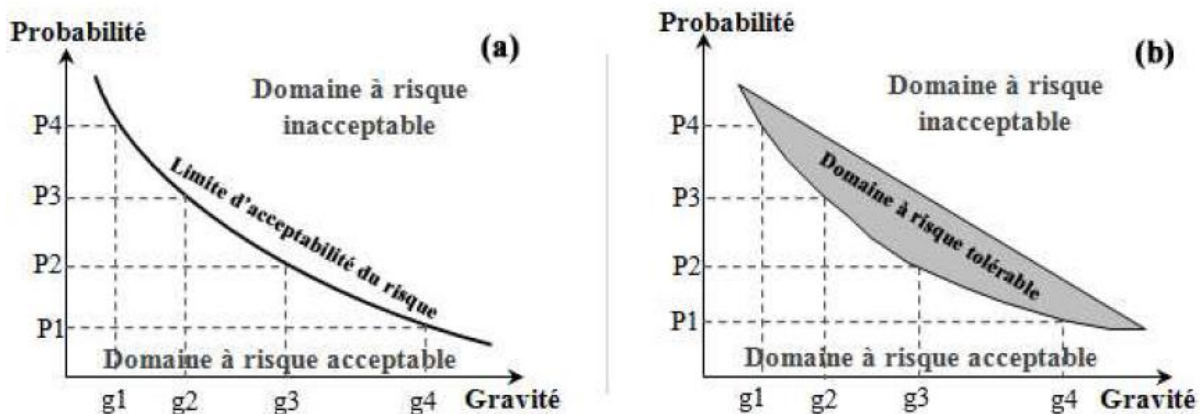 Probabilité
(a)
Domaine à risque
inacceptable
P4
P3
P2
P1
Limite d'acceptabilité du risque
Domaine à risque acceptable
g1 g2 g3 g4 Gravité
Probabilité
(b)
Domaine à risque
inacceptable
P4
P3
P2
P1
Domaine à risque tolérable
Domaine à risque acceptable
g1 g2 g3 g4 Gravité